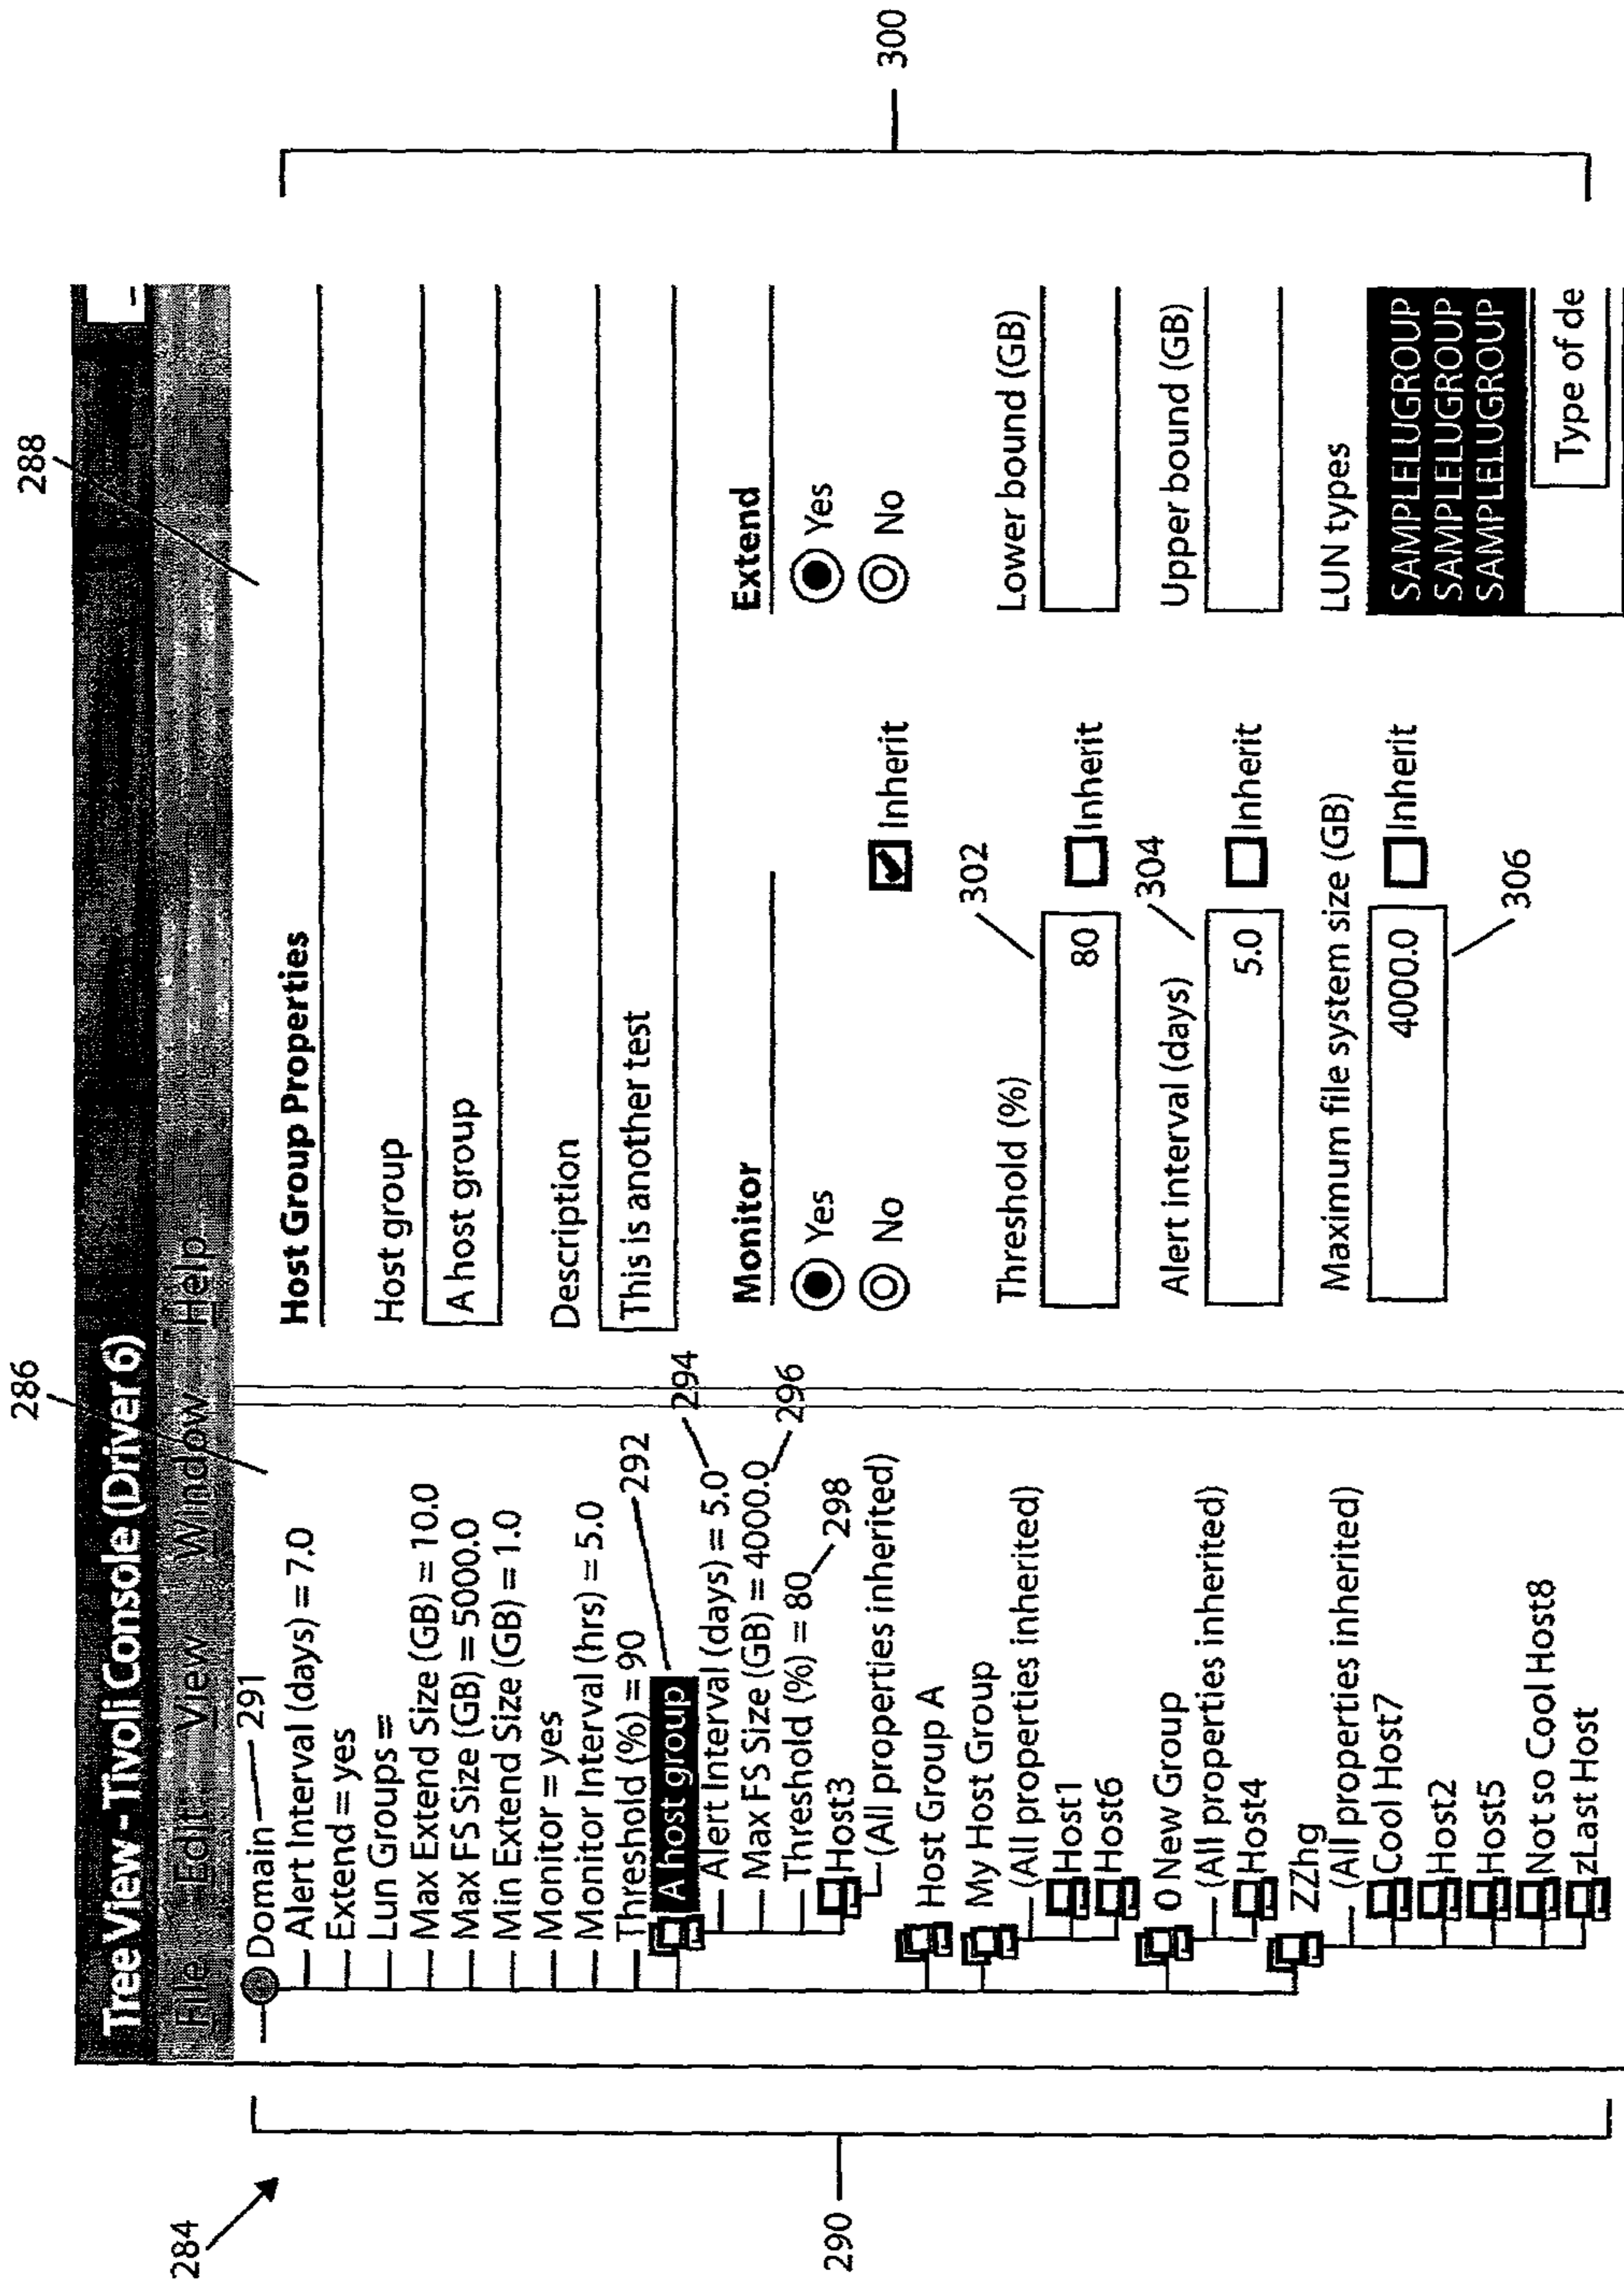 284
286
288
Tree View - Tivoli Console (Driver 6)
File Edit View Window Help
290
Domain 291
Alert Interval (days) = 7.0
Extend = yes
Lun Groups =
Max Extend Size (GB) = 10.0
Max FS Size (GB) = 5000.0
Min Extend Size (GB) = 1.0
Monitor = yes
Monitor Interval (hrs) = 5.0
Threshold (%) = 90
A host group 292
Alert Interval (days) = 5.0 294
Max FS Size (GB) = 4000.0 296
Threshold (%) = 80 298
Host3
(All properties inherited)
Host Group A
My Host Group
(All properties inherited)
Host1
Host6
O New Group
(All properties inherited)
Host4
ZZhg
(All properties inherited)
Cool Host7
Host2
Host5
Not so Cool Host8
zLast Host
Host Group Properties
Host group
A host group
Description
This is another test
Monitor
Yes
No
Inherit
Threshold (%)
302
80
Inherit
Alert interval (days)
304
5.0
Inherit
Maximum file system size (GB)
4000.0
Inherit
306
Extend
Yes
No
Lower bound (GB)
Upper bound (GB)
LUN types
SAMPLELUGROUP
SAMPLELUGROUP
SAMPLELUGROUP
Type of de
300